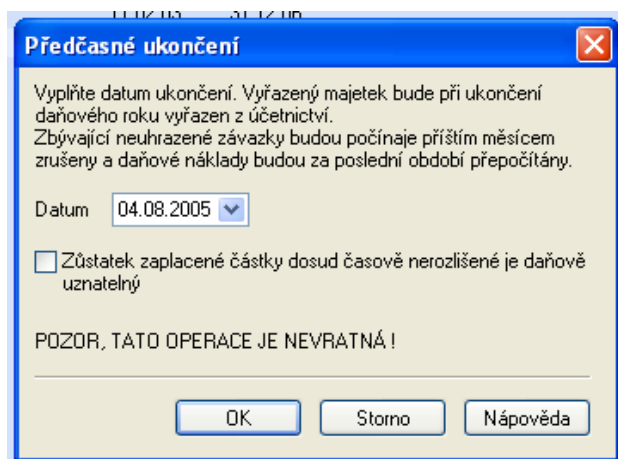 Předčasné ukončení
Vyplňte datum ukončení. Vyřazený majetek bude při ukončení
daňového roku vyřazen z účetnictví.
Zbývající neuhrazené závazky budou počínaje příštím měsícem
zrušeny a daňové náklady budou za poslední období přepočítány.
Datum 04.08.2005
Zůstatek zaplacené částky dosud časově nerozlišené je daňově
uznatelný
POZOR, TATO OPERACE JE NEVRATNÁ !
OK Storno Nápověda